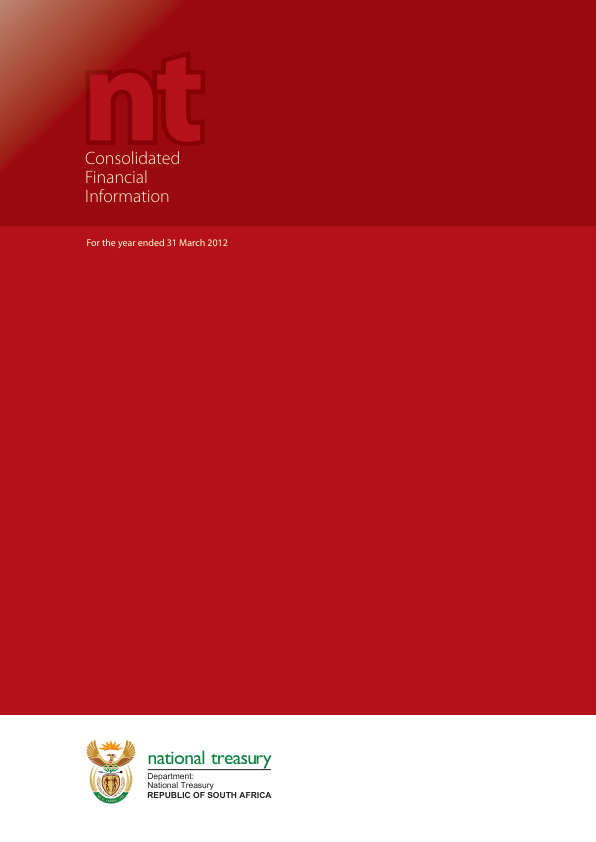 nt
Consolidated
Financial
Information
For the year ended 31 March 2012
national treasury
Department:
National Treasury
REPUBLIC OF SOUTH AFRICA